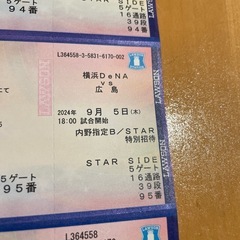 5ゲート
94番
LAWSON
L364558-3-5831-6170-002
横浜DeNA
vs
広島
2024年 9月 5日(木)
18:00 試合開始
内野指定B/STAR
特別招待
STAR SIDE
5ゲート
16通路
39段
95番
にて
STAR SIDE
5ゲート
16通路
39段
95番
LAWSON
L364558